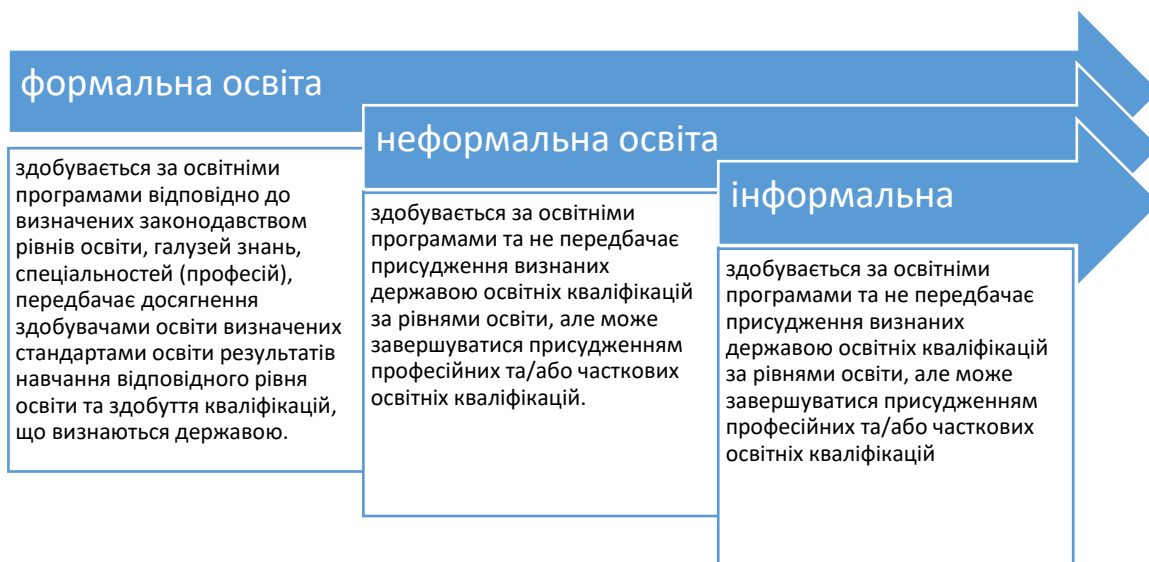 формальна освіта
здобувається за освітніми
програмами відповідно до
визначених законодавством
рівнів освіти, галузей знань,
спеціальностей (професій),
передбачає досягнення
здобувачами освіти визначених
стандартами освіти результатів
навчання відповідного рівня
освіти та здобуття кваліфікацій,
що визнаються державою.
неформальна освіта
здобувається за освітніми
програмами та не передбачає
присудження визнаних
державою освітніх кваліфікацій
за рівнями освіти, але може
завершуватися присудженням
професійних та/або часткових
освітніх кваліфікацій.
інформальна
здобувається за освітніми
програмами та не передбачає
присудження визнаних
державою освітніх кваліфікацій
за рівнями освіти, але може
завершуватися присудженням
професійних та/або часткових
освітніх кваліфікацій